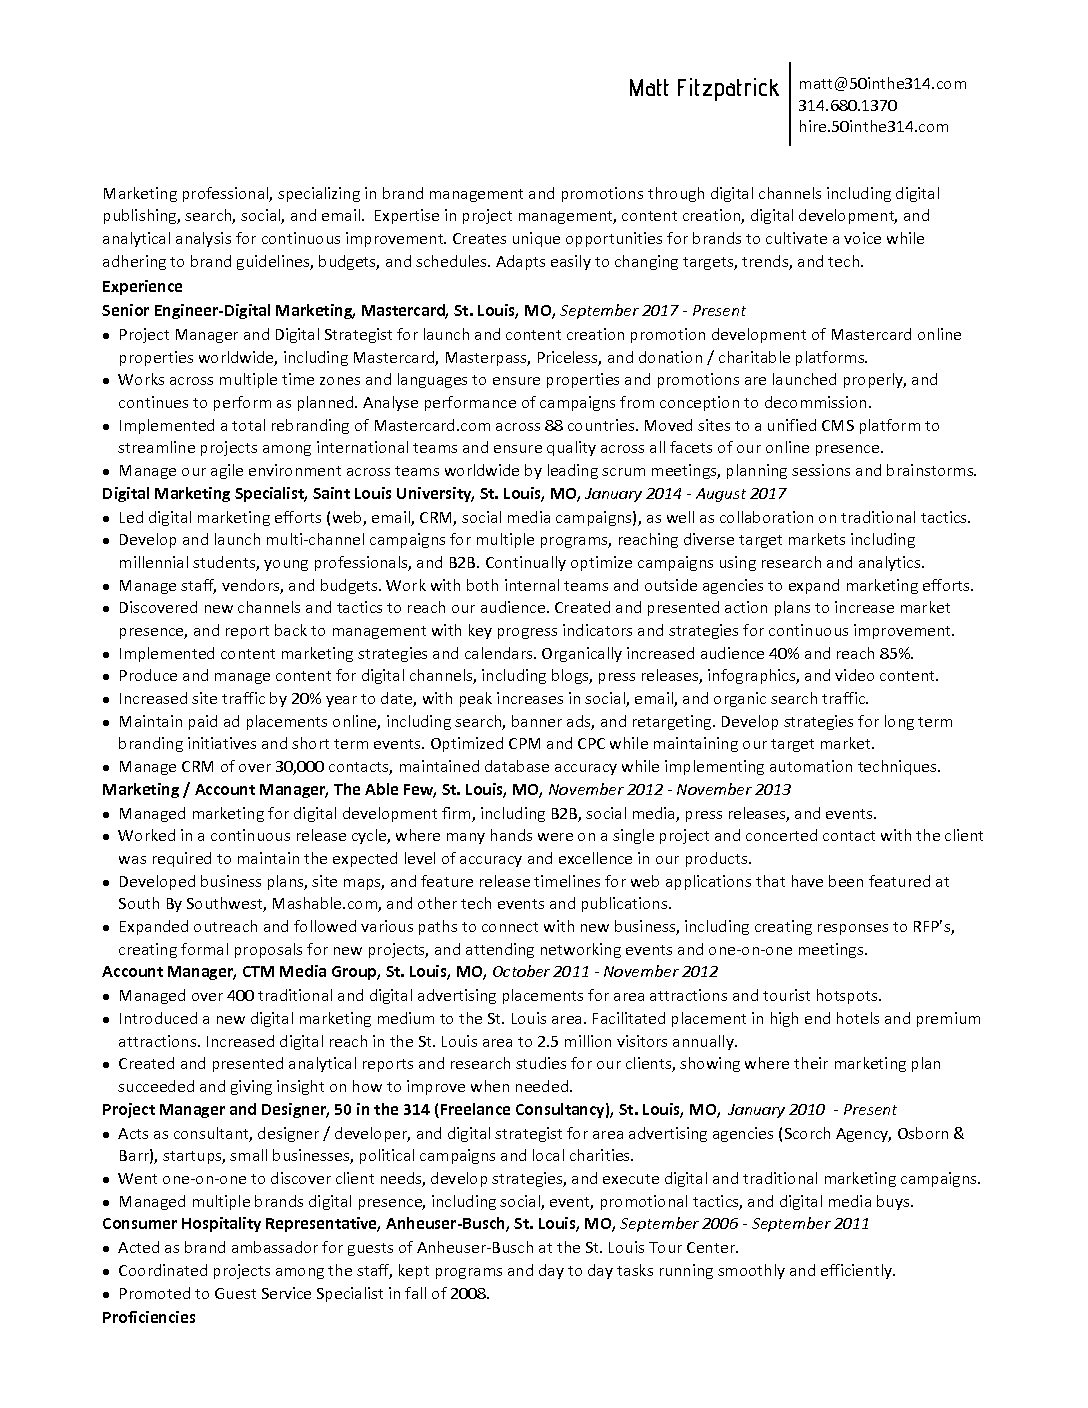 Matt Fitzpatrick
matt@50inthe314.com
314.680.1370
hire.50inthe314.com
Marketing professional, specializing in brand management and promotions through digital channels including digital
publishing, search, social, and email.  Expertise in project management, content creation, digital development, and
analytical analysis for continuous improvement. Creates unique opportunities for brands to cultivate a voice while
adhering to brand guidelines, budgets, and schedules. Adapts easily to changing targets, trends, and tech.
Experience
Senior Engineer-Digital Marketing, Mastercard, St. Louis, MO, September 2017 - Present
• Project Manager and Digital Strategist for launch and content creation promotion development of Mastercard online
properties worldwide, including Mastercard, Masterpass, Priceless, and donation / charitable platforms.
• Works across multiple time zones and languages to ensure properties and promotions are launched properly, and
continues to perform as planned. Analyse performance of campaigns from conception to decommission.
• Implemented a total rebranding of Mastercard.com across 88 countries. Moved sites to a unified CMS platform to
streamline projects among international teams and ensure quality across all facets of our online presence.
• Manage our agile environment across teams worldwide by leading scrum meetings, planning sessions and brainstorms.
Digital Marketing Specialist, Saint Louis University, St. Louis, MO, January 2014 - August 2017
• Led digital marketing efforts (web, email, CRM, social media campaigns), as well as collaboration on traditional tactics.
• Develop and launch multi-channel campaigns for multiple programs, reaching diverse target markets including
millennial students, young professionals, and B2B. Continually optimize campaigns using research and analytics.
• Manage staff, vendors, and budgets. Work with both internal teams and outside agencies to expand marketing efforts.
• Discovered new channels and tactics to reach our audience. Created and presented action plans to increase market
presence, and report back to management with key progress indicators and strategies for continuous improvement.
• Implemented content marketing strategies and calendars. Organically increased audience 40% and reach 85%.
• Produce and manage content for digital channels, including blogs, press releases, infographics, and video content.
• Increased site traffic by 20% year to date, with peak increases in social, email, and organic search traffic.
• Maintain paid ad placements online, including search, banner ads, and retargeting. Develop strategies for long term
branding initiatives and short term events. Optimized CPM and CPC while maintaining our target market.
• Manage CRM of over 30,000 contacts, maintained database accuracy while implementing automation techniques.
Marketing / Account Manager, The Able Few, St. Louis, MO, November 2012 - November 2013
• Managed marketing for digital development firm, including B2B, social media, press releases, and events.
• Worked in a continuous release cycle, where many hands were on a single project and concerted contact with the client
was required to maintain the expected level of accuracy and excellence in our products.
• Developed business plans, site maps, and feature release timelines for web applications that have been featured at
South By Southwest, Mashable.com, and other tech events and publications.
• Expanded outreach and followed various paths to connect with new business, including creating responses to RFP's,
creating formal proposals for new projects, and attending networking events and one-on-one meetings.
Account Manager, CTM Media Group, St. Louis, MO, October 2011 - November 2012
• Managed over 400 traditional and digital advertising placements for area attractions and tourist hotspots.
• Introduced a new digital marketing medium to the St. Louis area. Facilitated placement in high end hotels and premium
attractions. Increased digital reach in the St. Louis area to 2.5 million visitors annually.
• Created and presented analytical reports and research studies for our clients, showing where their marketing plan
succeeded and giving insight on how to improve when needed.
Project Manager and Designer, 50 in the 314 (Freelance Consultancy), St. Louis, MO,  January 2010  - Present
• Acts as consultant, designer / developer, and digital strategist for area advertising agencies (Scorch Agency, Osborn &
Barr), startups, small businesses, political campaigns and local charities.
• Went one-on-one to discover client needs, develop strategies, and execute digital and traditional marketing campaigns.
• Managed multiple brands digital presence, including social, event, promotional tactics, and digital media buys.
Consumer Hospitality Representative, Anheuser-Busch, St. Louis, MO, September 2006 - September 2011
• Acted as brand ambassador for guests of Anheuser-Busch at the St. Louis Tour Center.
• Coordinated projects among the staff, kept programs and day to day tasks running smoothly and efficiently.
• Promoted to Guest Service Specialist in fall of 2008.
Proficiencies